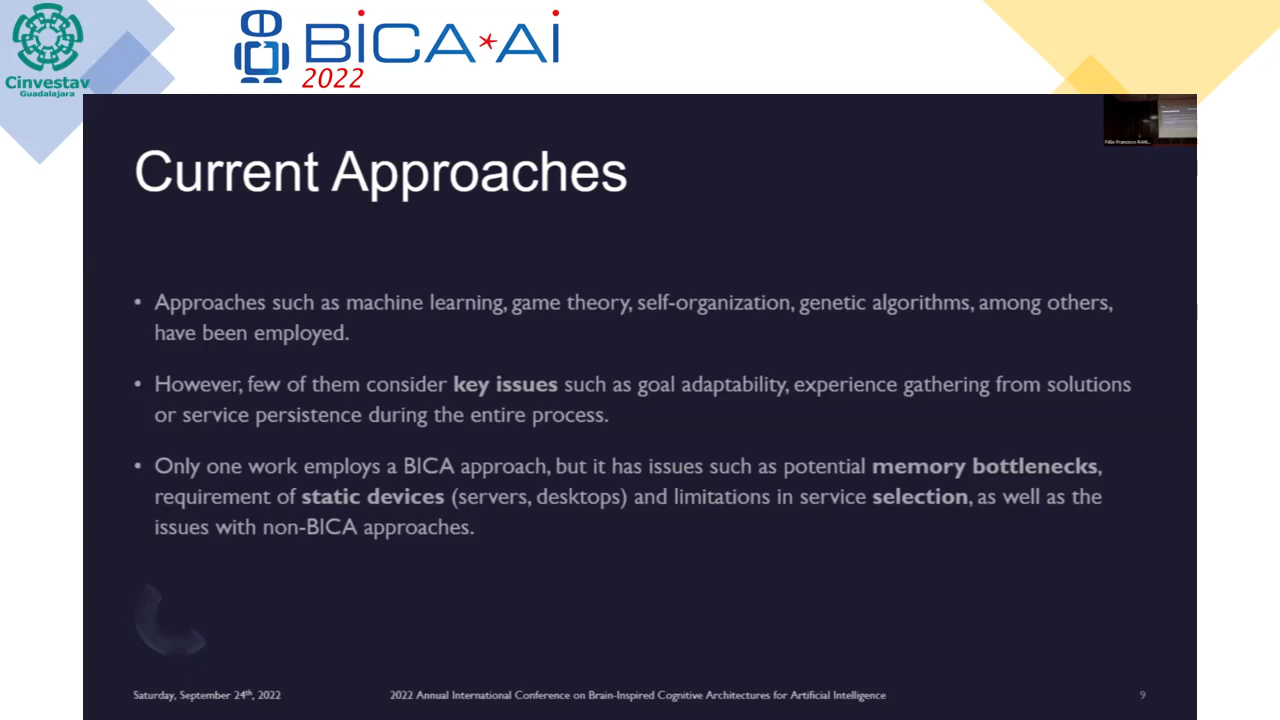 Cinvestav
Guadalajara
BiCA*Ai
2022
Current Approaches
• Approaches such as machine learning, game theory, self-organization, genetic algorithms, among others,
have been employed.
• However, few of them consider key issues such as goal adaptability, experience gathering from solutions
or service persistence during the entire process.
• Only one work employs a BICA approach, but it has issues such as potential memory bottlenecks,
requirement of static devices (servers, desktops) and limitations in service selection, as well as the
issues with non-BICA approaches.
Saturday, September 24th, 2022
2022 Annual International Conference on Brain-Inspired Cognitive Architectures for Artificial Intelligence
9